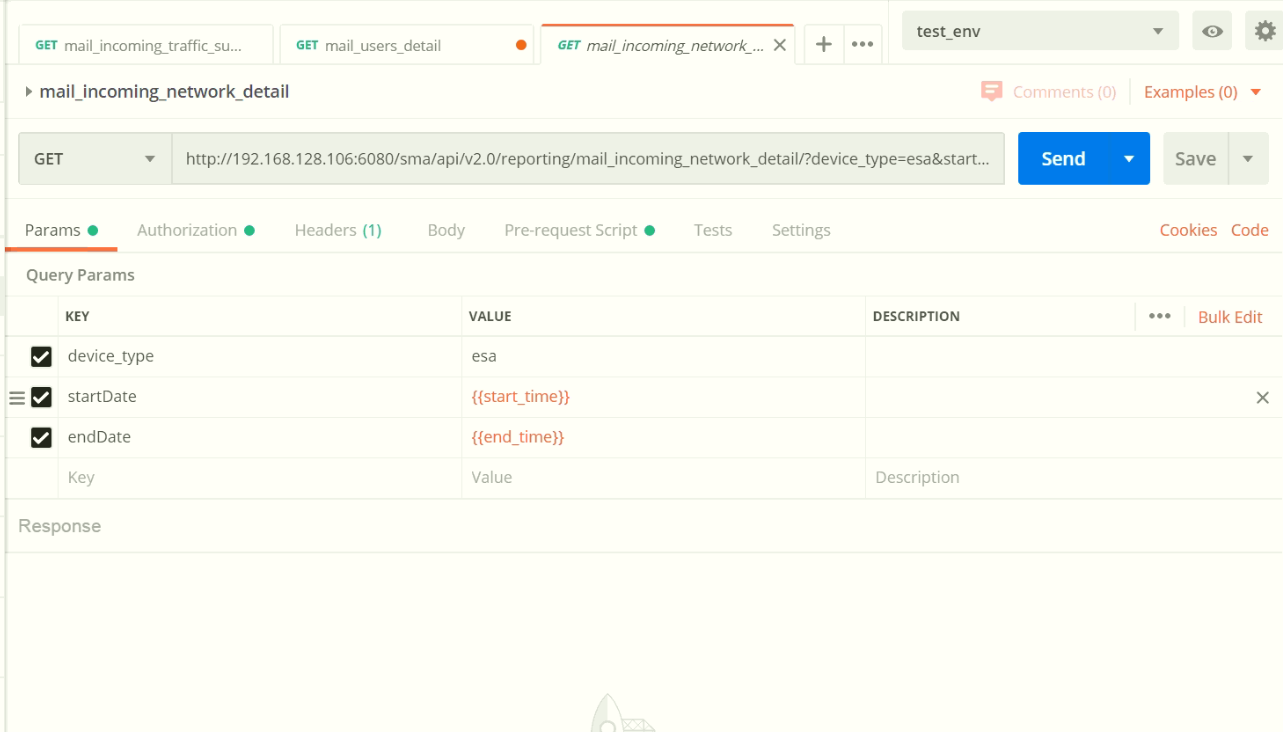 GET mail_incoming_traffic_su...
GET mail_users_detail
GET mail_incoming_network_...
test_env
mail_incoming_network_detail
Comments (0)
Examples (0)
GET
http://192.168.128.106:6080/sma/api/v2.0/reporting/mail_incoming_network_detail/?device_type=esa&start...
Send
Save
Params
Authorization
Headers (1)
Body
Pre-request Script
Tests
Settings
Cookies
Code
Query Params
KEY
VALUE
DESCRIPTION
Bulk Edit
device_type
esa
startDate
{{start_time}}
endDate
{{end_time}}
Key
Value
Description
Response